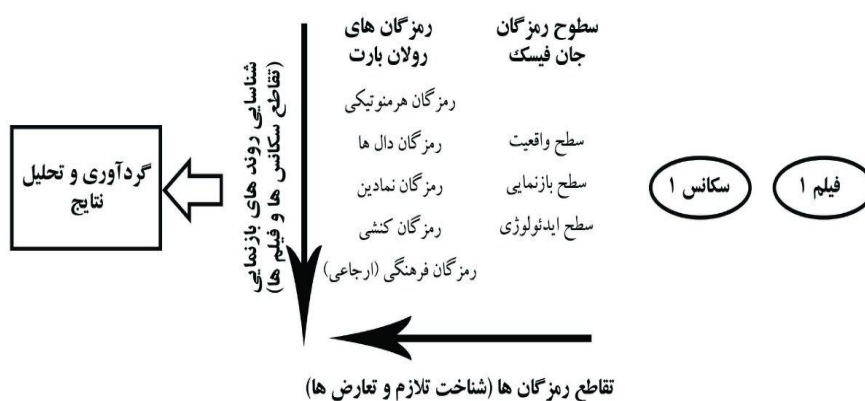 فیلم ۱
سکانس ۱
سطوح رمزگان
جان فیسک
سطح واقعیت
سطح بازنمایی
سطح ایدئولوژی
رمزگان های
رولان بارت
رمزگان هرمنوتیکی
رمزگان دال ها
رمزگان نمادین
رمزگان کنشی
رمزگان فرهنگی (ارجاعی)
شناسایی روند های بازنمایی
(تقاطع سکانس ها و فیلم ها)
گردآوری و تحلیل
نتایج
تقاطع رمزگان ها (شناخت تلازم و تعارض ها)